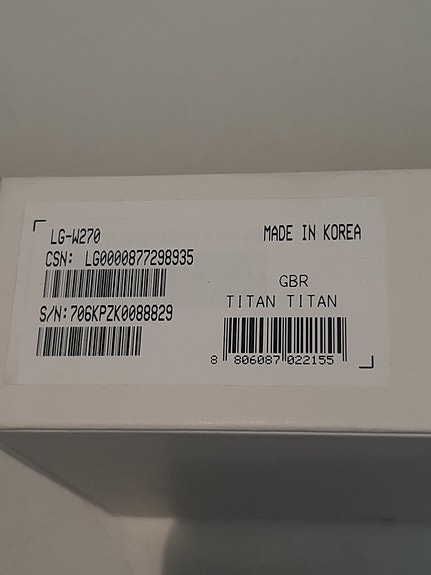 LG-W270
MADE IN KOREA
CSN: LG0000877298935
S/N:706KPZK0088829
GBR
TITAN TITAN
8 806087 022155